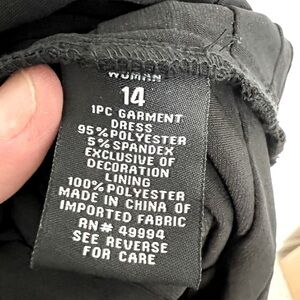 WOMAN
14
1PC GARMENT
DRESS
95% POLYESTER
5% SPANDEX
EXCLUSIVE OF
DECORATION
LINING
100% POLYESTER
MADE IN CHINA OF
IMPORTED FABRIC
RN# 49994
SEE REVERSE
FOR CARE